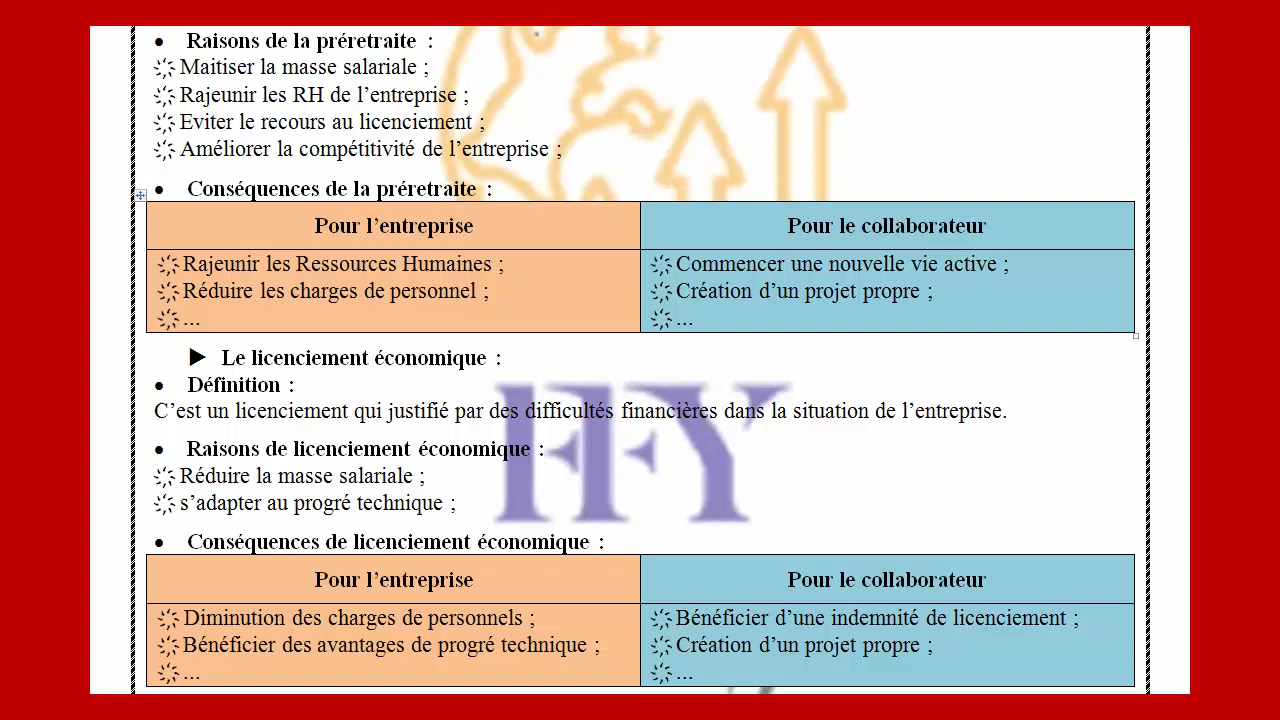 • Raisons de la préretraite :
Maitiser la masse salariale ;
Rajeunir les RH de l’entreprise ;
Eviter le recours au licenciement ;
Améliorer la compétitivité de l’entreprise ;
• Conséquences de la préretraite :
Pour l’entreprise
Pour le collaborateur
Rajeunir les Ressources Humaines ;
Réduire les charges de personnel ;
...
Commencer une nouvelle vie active ;
Création d’un projet propre ;
...
► Le licenciement économique :
• Définition :
C’est un licenciement qui justifié par des difficultés financières dans la situation de l’entreprise.
• Raisons de licenciement économique :
Réduire la masse salariale ;
s’adapter au progré technique ;
• Conséquences de licenciement économique :
Pour l’entreprise
Pour le collaborateur
Diminution des charges de personnels ;
Bénéficier des avantages de progré technique ;
...
Bénéficier d’une indemnité de licenciement ;
Création d’un projet propre ;
...